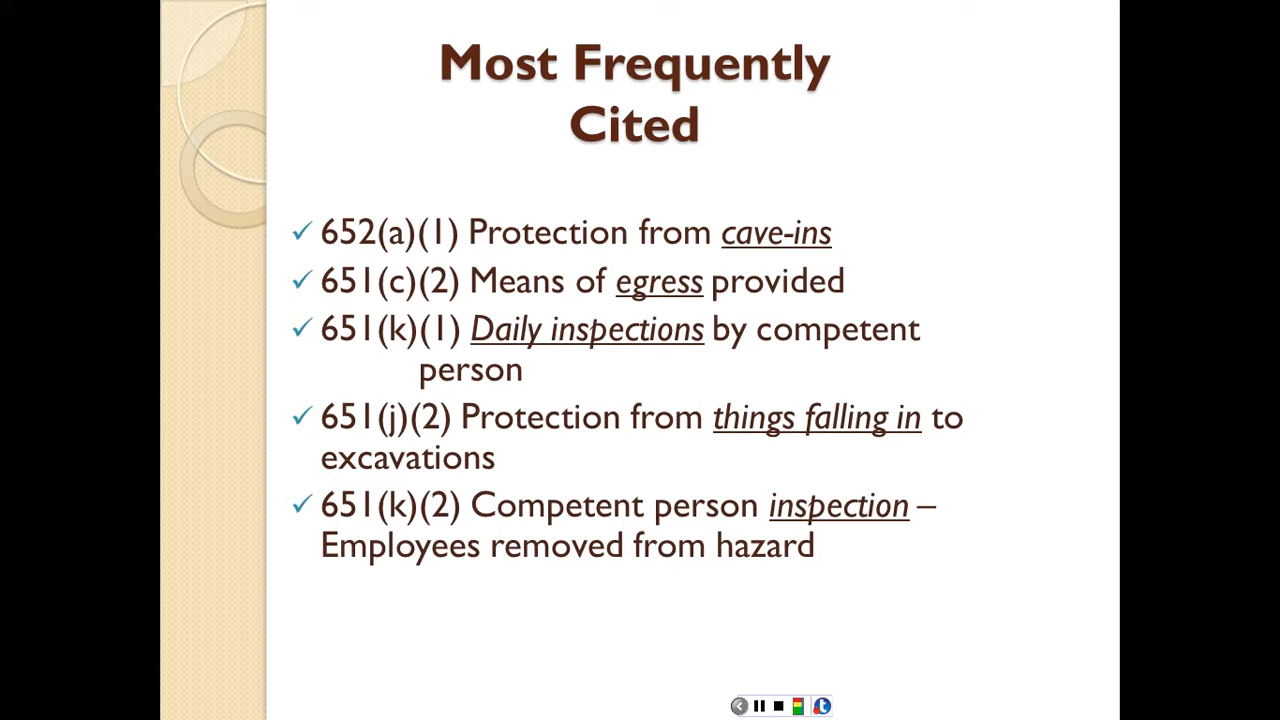 Most Frequently
Cited
652(a)(1) Protection from cave-ins
651(c)(2) Means of egress provided
651(k)(1) Daily inspections by competent
person
651(j)(2) Protection from things falling in to
excavations
651(k)(2) Competent person inspection –
Employees removed from hazard